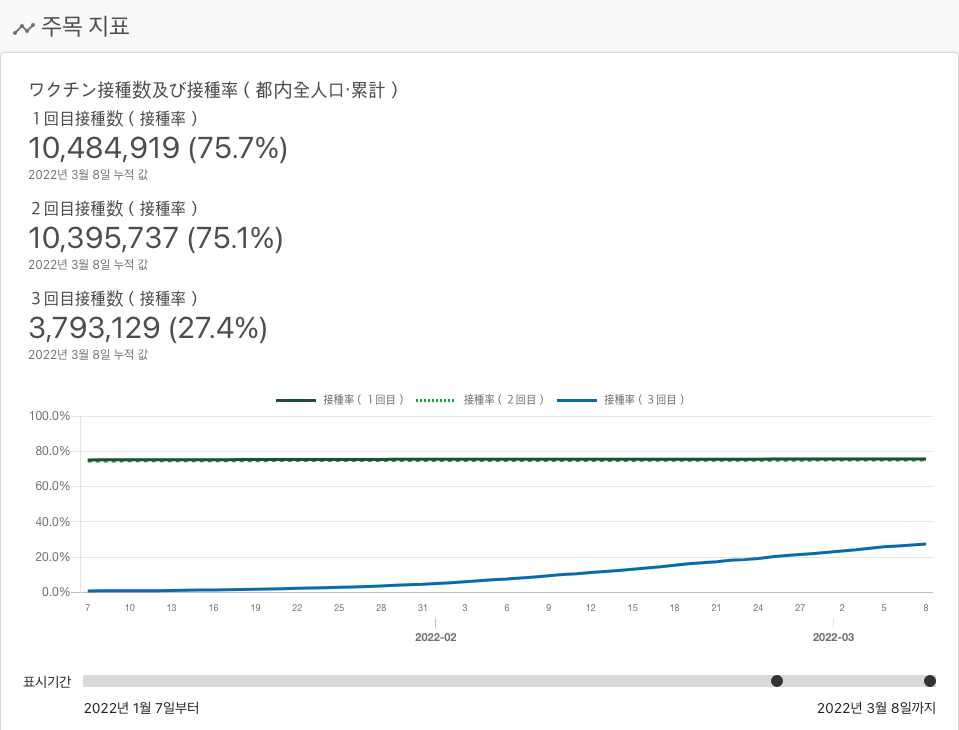 주목 지표
ワクチン接種数及び接種率 ( 都内全人口·累計 )
１回目接種数 ( 接種率 )
10,484,919 (75.7%)
2022년 3월 8일 누적 값
２回目接種数 ( 接種率 )
10,395,737 (75.1%)
2022년 3월 8일 누적 값
３回目接種数 ( 接種率 )
3,793,129 (27.4%)
2022년 3월 8일 누적 값
接種率 ( １回目 ) 接種率 ( ２回目 ) 接種率 ( ３回目 )
100.0%
80.0%
60.0%
40.0%
20.0%
0.0%
7 10 13 16 19 22 25 28 31 3 6 9 12 15 18 21 24 27 2 5 8
2022-02 2022-03
표시기간
2022년 1월 7일부터 2022년 3월 8일까지